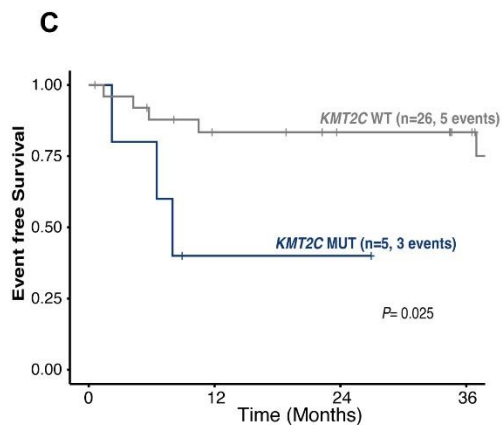 C
1.00
KMT2C WT (n=26, 5 events)
0.75
Event free Survival
0.50
KMT2C MUT (n=5, 3 events)
0.25
P= 0.025
0.00
0 12 24 36
Time (Months)